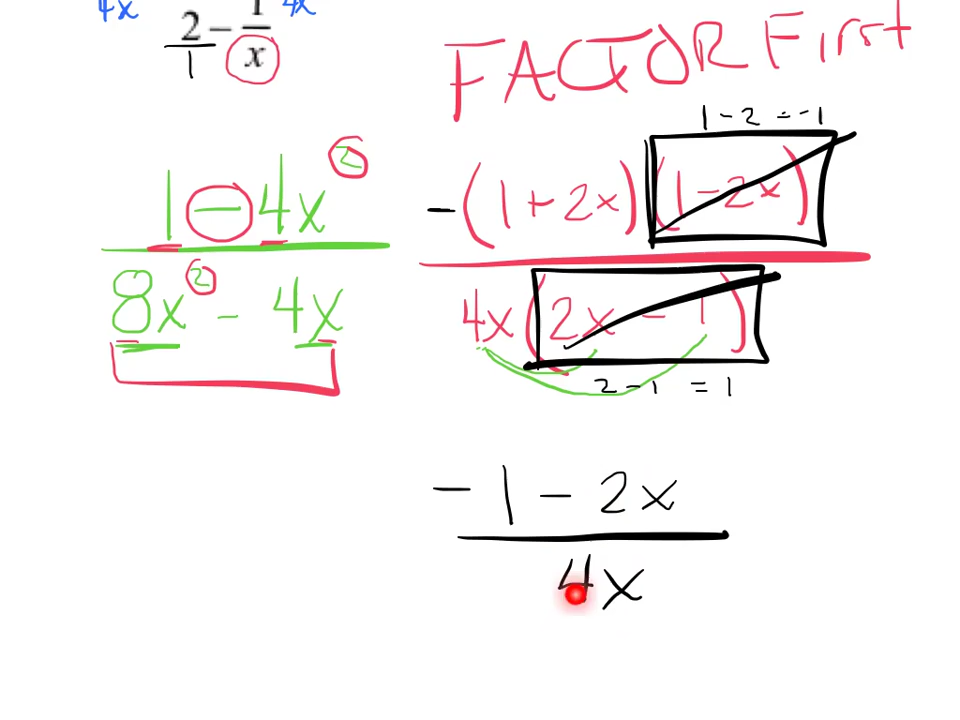 4x 2/1 - 1/x 4x
FACTOR First
1 - 2 = -1
1 - 4x² / 8x² - 4x
-(1 + 2x)(1 - 2x) / 4x(2x - 1)
2 - 1 = 1
-1 - 2x / 4x